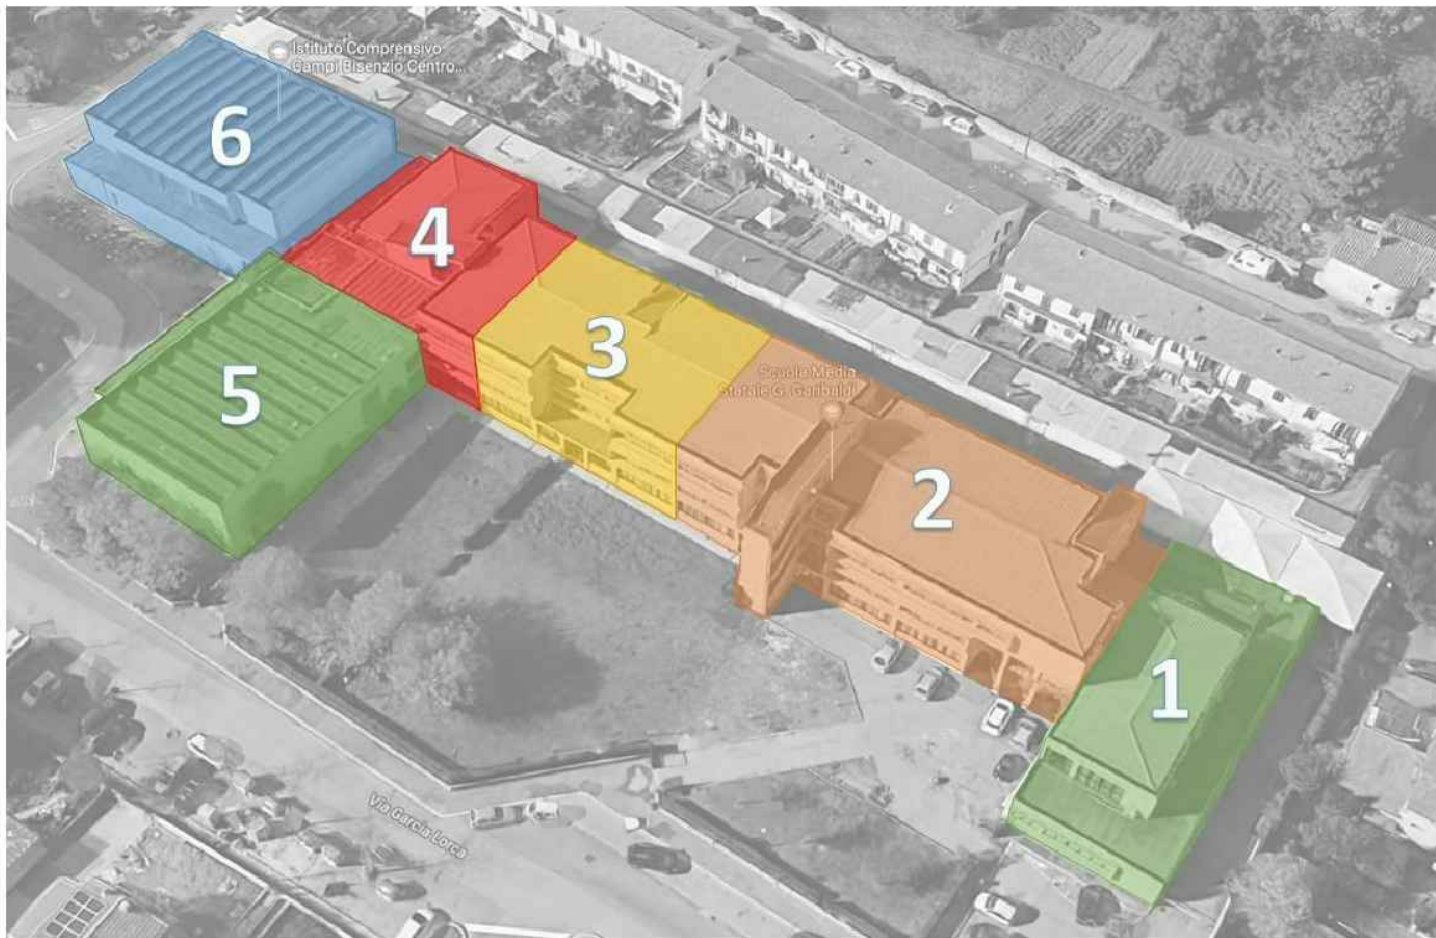 Istituto Comprensivo
Campi Bisenzio Centro...
6
4
5
3
Scuola Media
Statale G. Garibaldi
2
1
Via Garcia Lorca